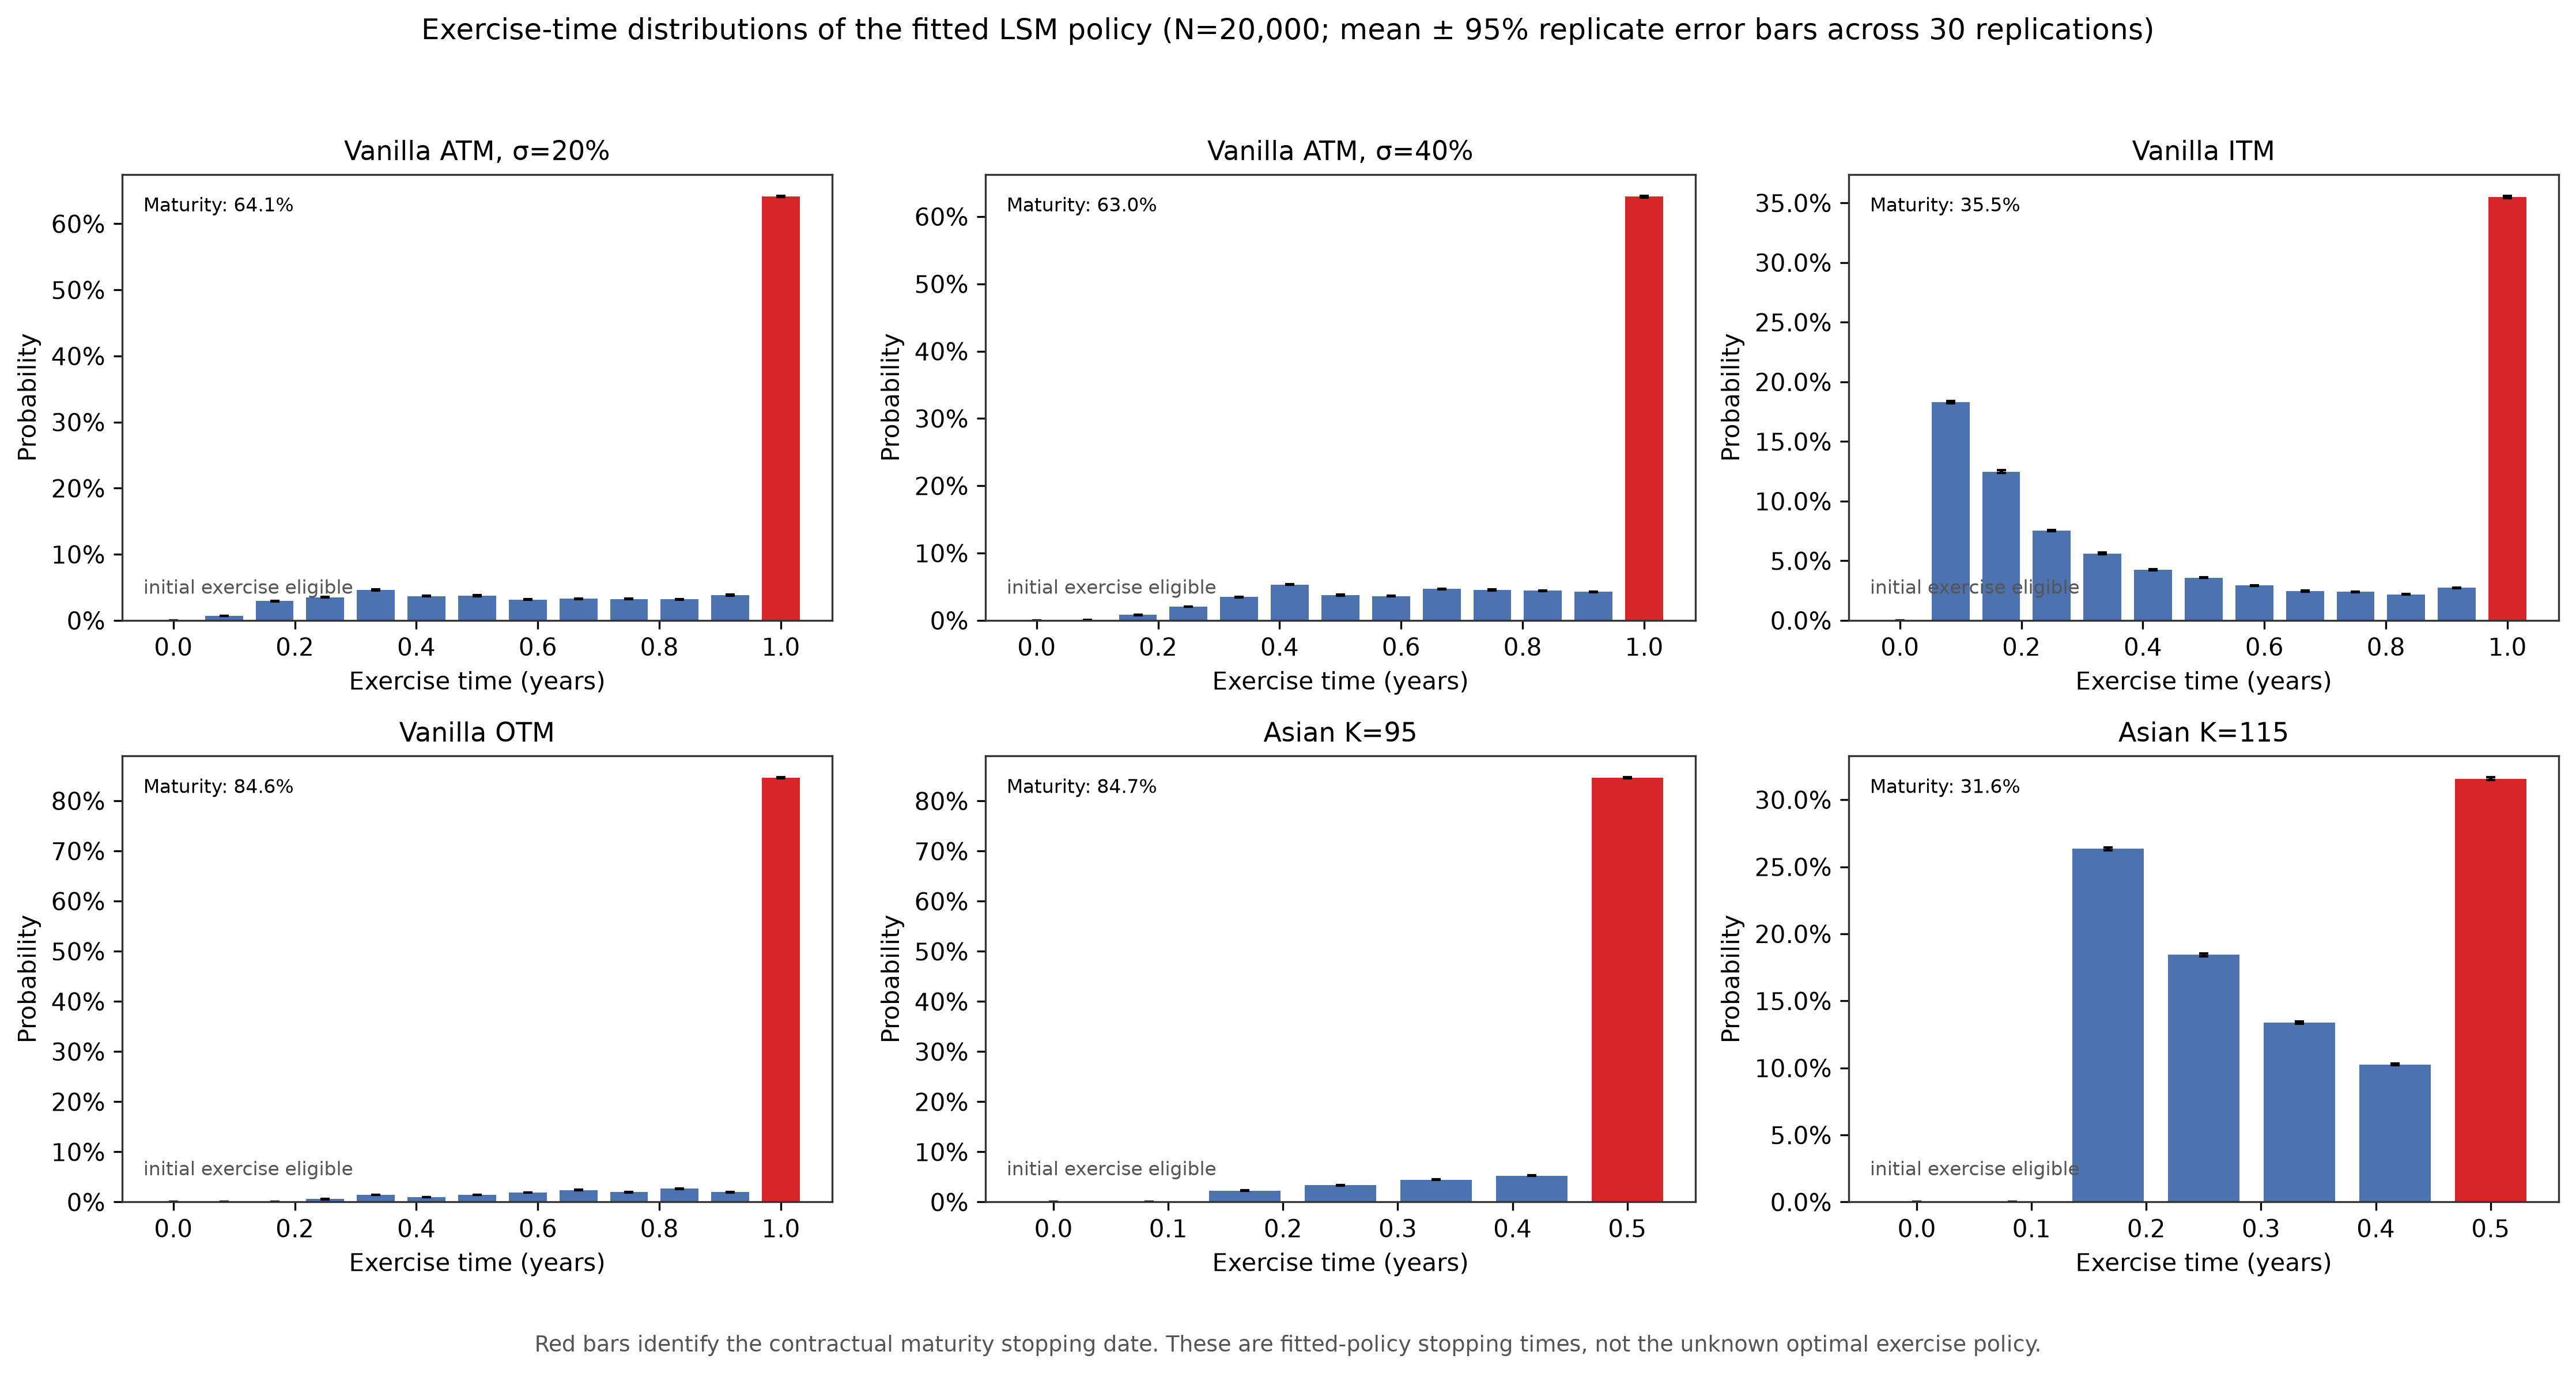 Exercise-time distributions of the fitted LSM policy (N=20,000; mean ± 95% replicate error bars across 30 replications)
Vanilla ATM, σ=20%
Maturity: 64.1%
60%
50%
40%
30%
20%
10%
0%
Probability
initial exercise eligible
0.0 0.2 0.4 0.6 0.8 1.0
Exercise time (years)
Vanilla ATM, σ=40%
Maturity: 63.0%
60%
50%
40%
30%
20%
10%
0%
Probability
initial exercise eligible
0.0 0.2 0.4 0.6 0.8 1.0
Exercise time (years)
Vanilla ITM
Maturity: 35.5%
35.0%
30.0%
25.0%
20.0%
15.0%
10.0%
5.0%
0.0%
Probability
initial exercise eligible
0.0 0.2 0.4 0.6 0.8 1.0
Exercise time (years)
Vanilla OTM
Maturity: 84.6%
80%
70%
60%
50%
40%
30%
20%
10%
0%
Probability
initial exercise eligible
0.0 0.2 0.4 0.6 0.8 1.0
Exercise time (years)
Asian K=95
Maturity: 84.7%
80%
70%
60%
50%
40%
30%
20%
10%
0%
Probability
initial exercise eligible
0.0 0.1 0.2 0.3 0.4 0.5
Exercise time (years)
Asian K=115
Maturity: 31.6%
30.0%
25.0%
20.0%
15.0%
10.0%
5.0%
0.0%
Probability
initial exercise eligible
0.0 0.1 0.2 0.3 0.4 0.5
Exercise time (years)
Red bars identify the contractual maturity stopping date. These are fitted-policy stopping times, not the unknown optimal exercise policy.